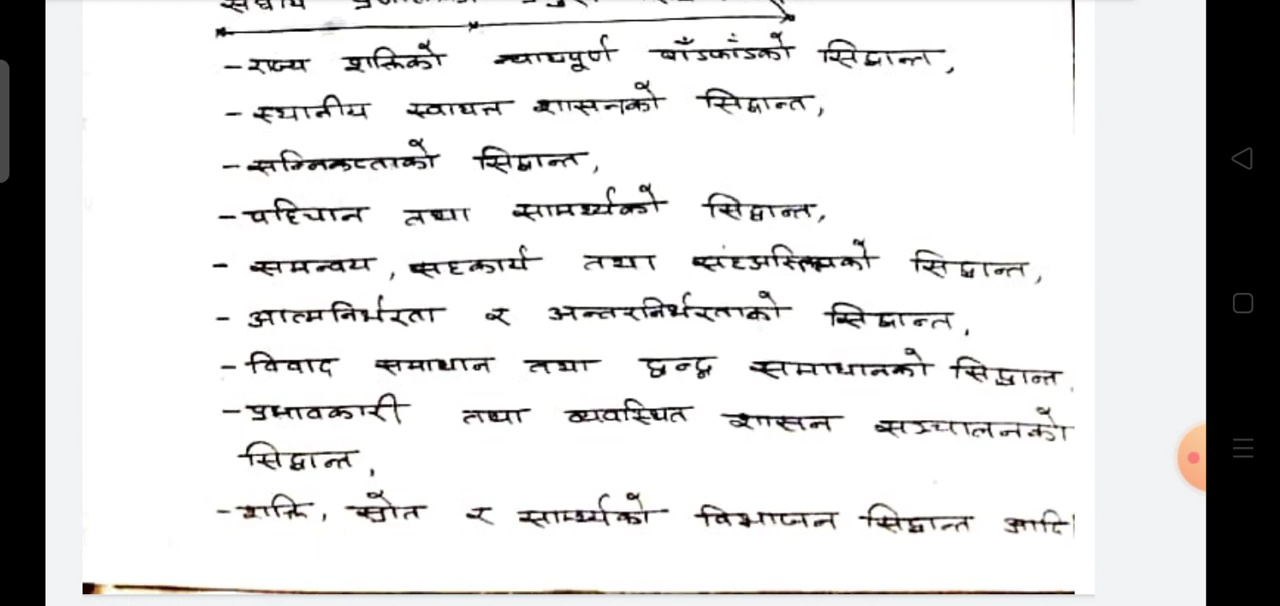 - राज्य शक्तिको न्यायपूर्ण बाँडफाँडको सिद्धान्त,
- स्थानीय स्वायत्त शासनको सिद्धान्त,
- सन्निकटताको सिद्धान्त,
- पहिचान तथा सामर्थ्यको सिद्धान्त,
- समन्वय, सहकार्य तथा सहअस्तित्वको सिद्धान्त,
- आत्मनिर्भरता र अन्तरनिर्भरताको सिद्धान्त,
- विवाद समाधान तथा द्वन्द्व समाधानको सिद्धान्त,
- प्रभावकारी तथा व्यवस्थित शासन सञ्चालनको
सिद्धान्त,
- शक्ति, स्रोत र सामर्थ्यको विभाजन सिद्धान्त आदि।